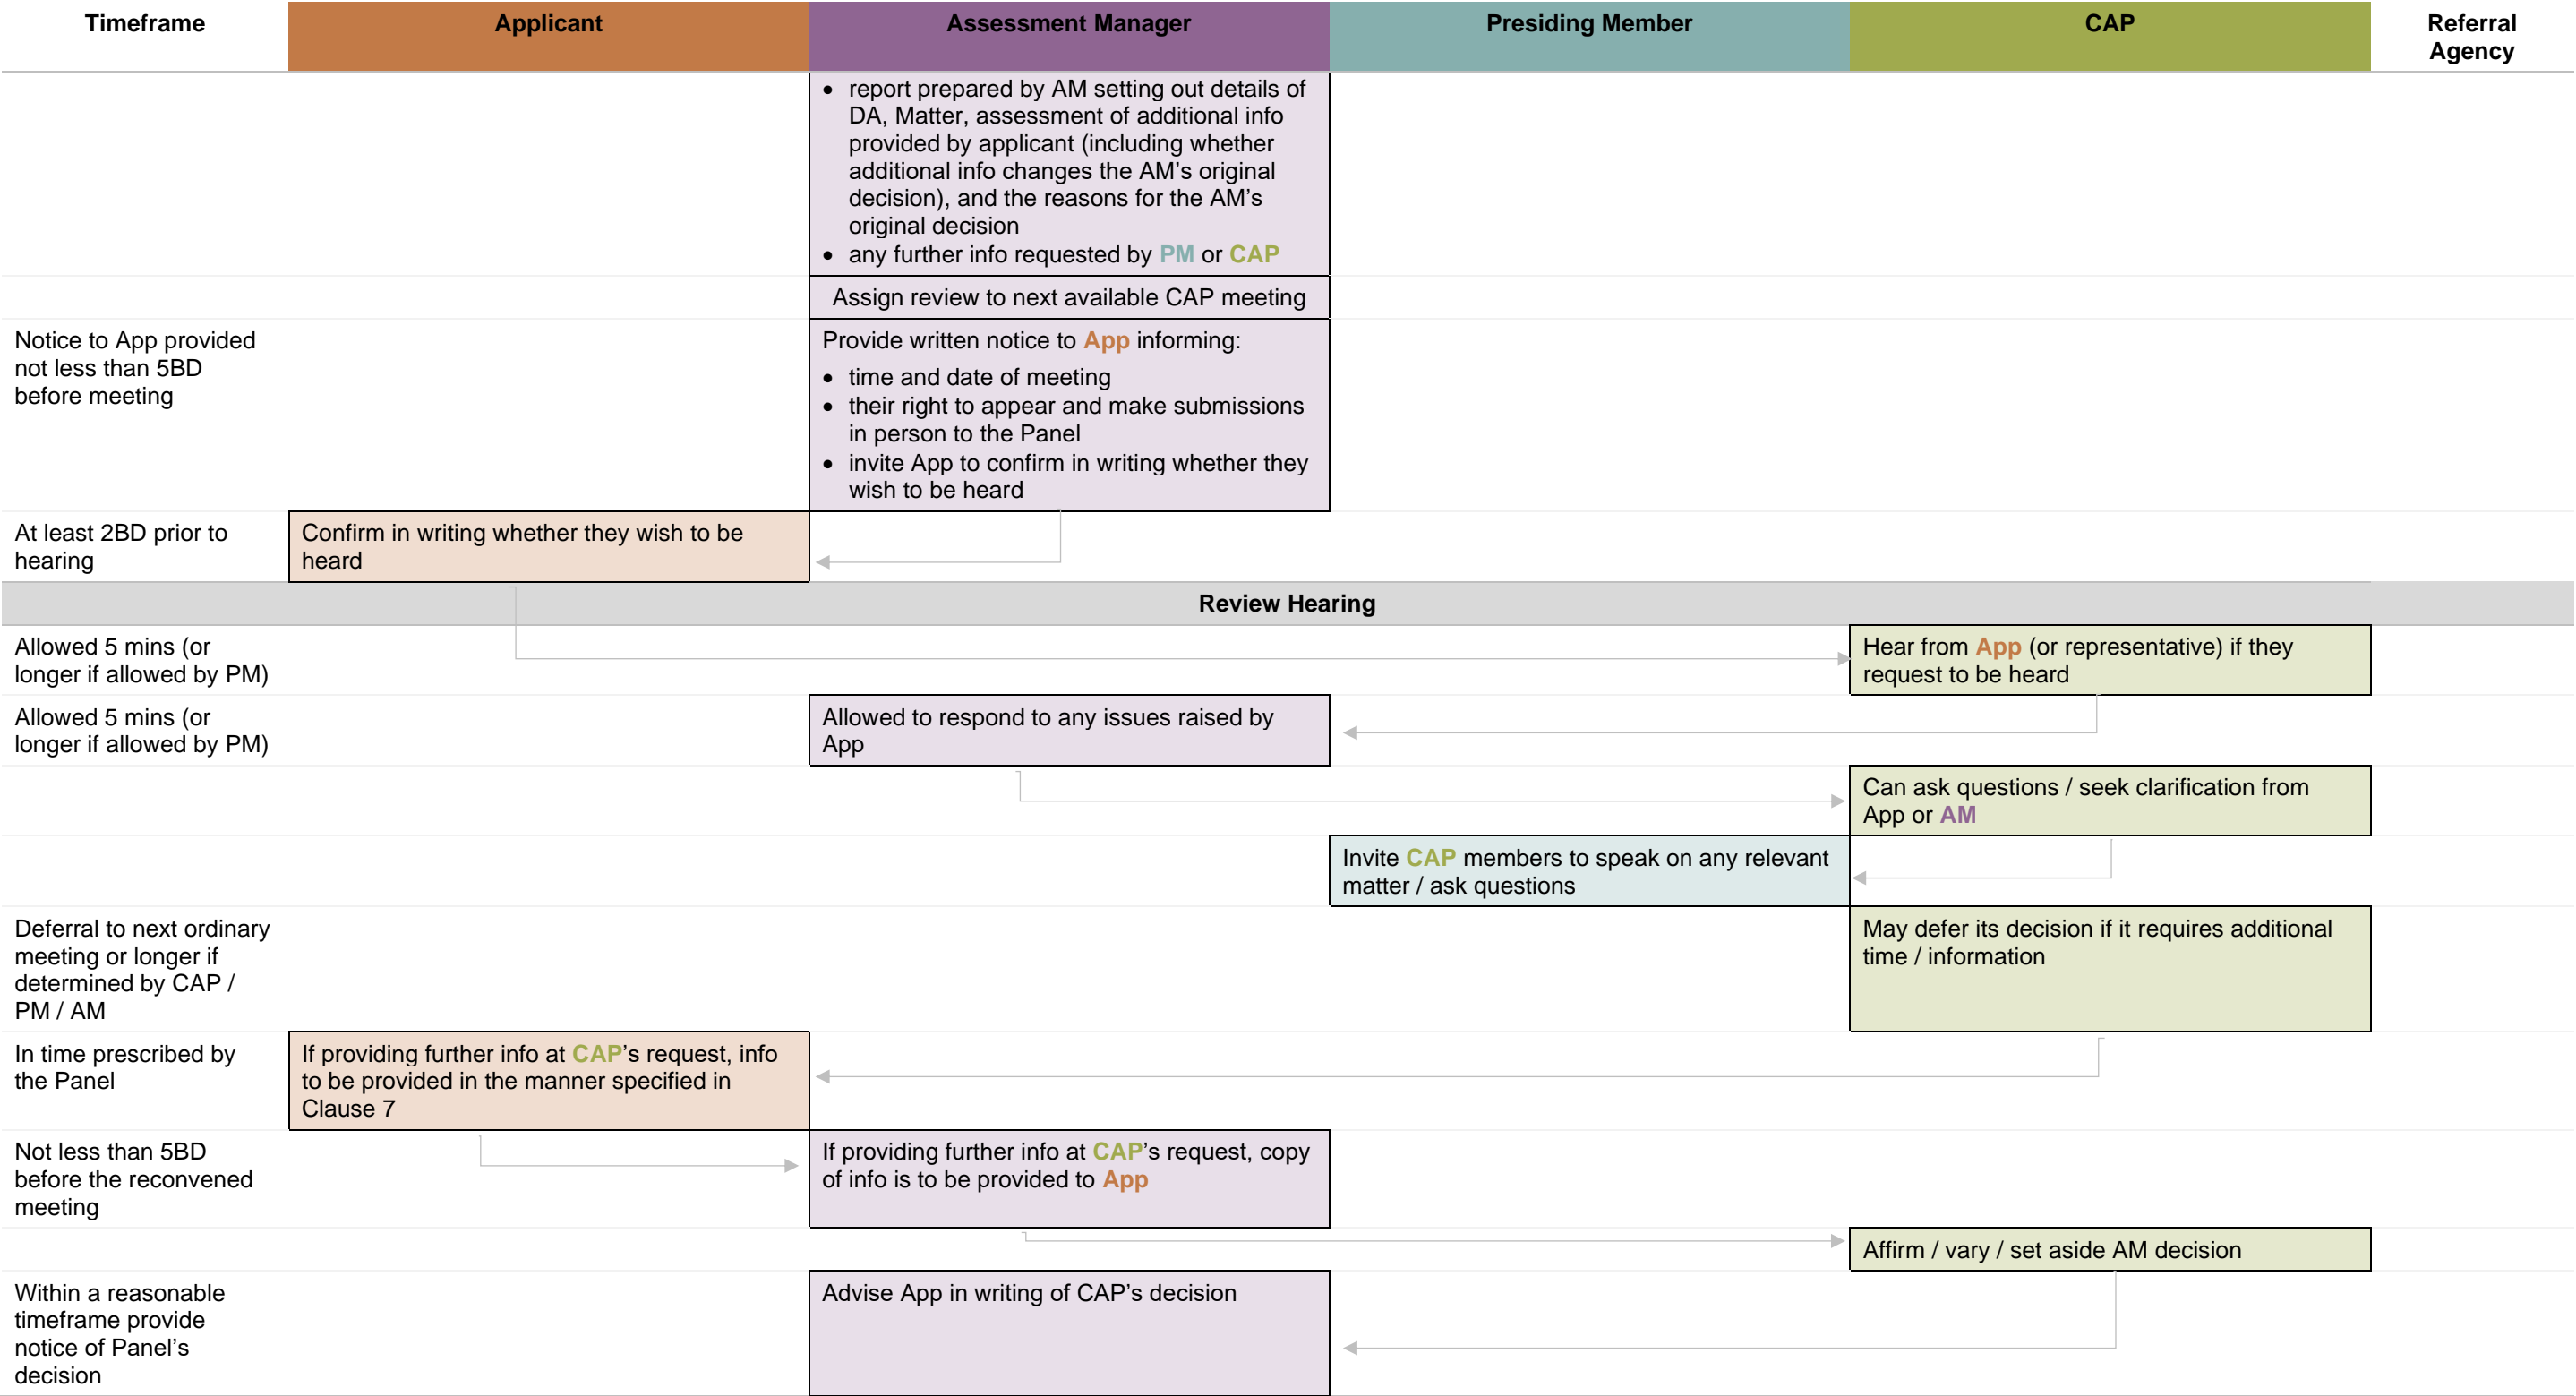 Timeframe
Applicant
Assessment Manager
Presiding Member
CAP
Referral
Agency
• report prepared by AM setting out details of
DA, Matter, assessment of additional info
provided by applicant (including whether
additional info changes the AM’s original
decision), and the reasons for the AM’s
original decision
• any further info requested by PM or CAP
Assign review to next available CAP meeting
Notice to App provided
not less than 5BD
before meeting
Provide written notice to App informing:
• time and date of meeting
• their right to appear and make submissions
in person to the Panel
• invite App to confirm in writing whether they
wish to be heard
At least 2BD prior to
hearing
Confirm in writing whether they wish to be
heard
Review Hearing
Allowed 5 mins (or
longer if allowed by PM)
Hear from App (or representative) if they
request to be heard
Allowed 5 mins (or
longer if allowed by PM)
Allowed to respond to any issues raised by
App
Can ask questions / seek clarification from
App or AM
Invite CAP members to speak on any relevant
matter / ask questions
Deferral to next ordinary
meeting or longer if
determined by CAP /
PM / AM
May defer its decision if it requires additional
time / information
In time prescribed by
the Panel
If providing further info at CAP’s request, info
to be provided in the manner specified in
Clause 7
Not less than 5BD
before the reconvened
meeting
If providing further info at CAP’s request, copy
of info is to be provided to App
Affirm / vary / set aside AM decision
Within a reasonable
timeframe provide
notice of Panel’s
decision
Advise App in writing of CAP’s decision